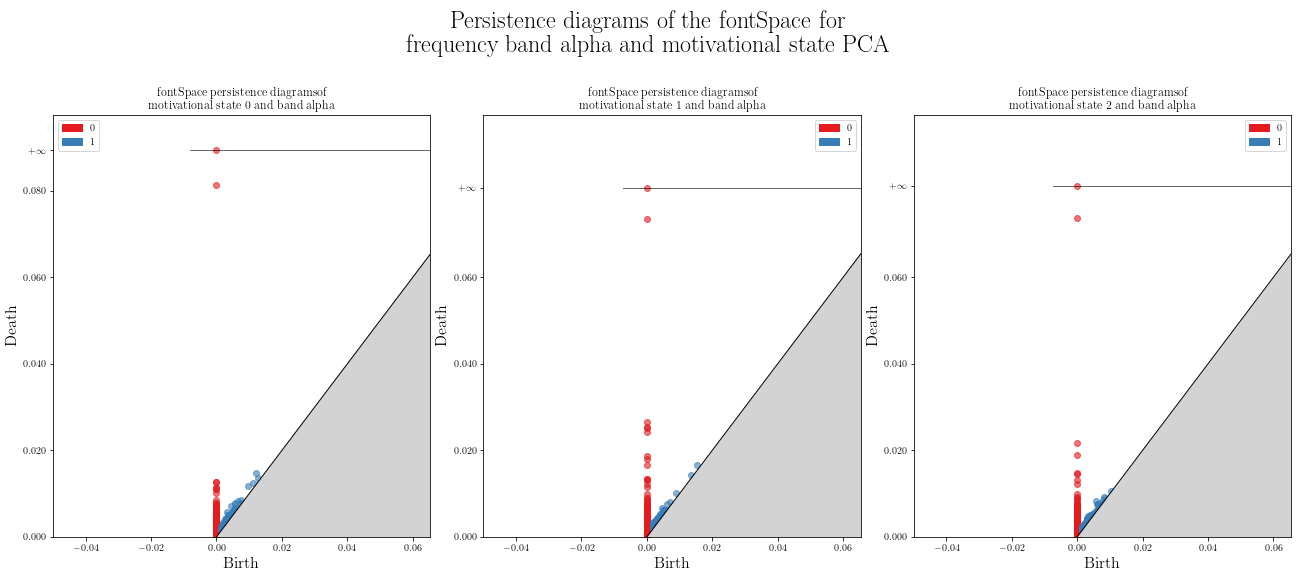 Persistence diagrams of the fontSpace for
frequency band alpha and motivational state PCA
fontSpace persistence diagramsof
motivational state 0 and band alpha
0
1
+∞
0.080
0.060
0.040
0.020
0.000
Death
−0.04
−0.02
0.00
0.02
0.04
0.06
Birth
fontSpace persistence diagramsof
motivational state 1 and band alpha
0
1
+∞
0.060
0.040
0.020
0.000
Death
−0.04
−0.02
0.00
0.02
0.04
0.06
Birth
fontSpace persistence diagramsof
motivational state 2 and band alpha
0
1
+∞
0.060
0.040
0.020
0.000
Death
−0.04
−0.02
0.00
0.02
0.04
0.06
Birth